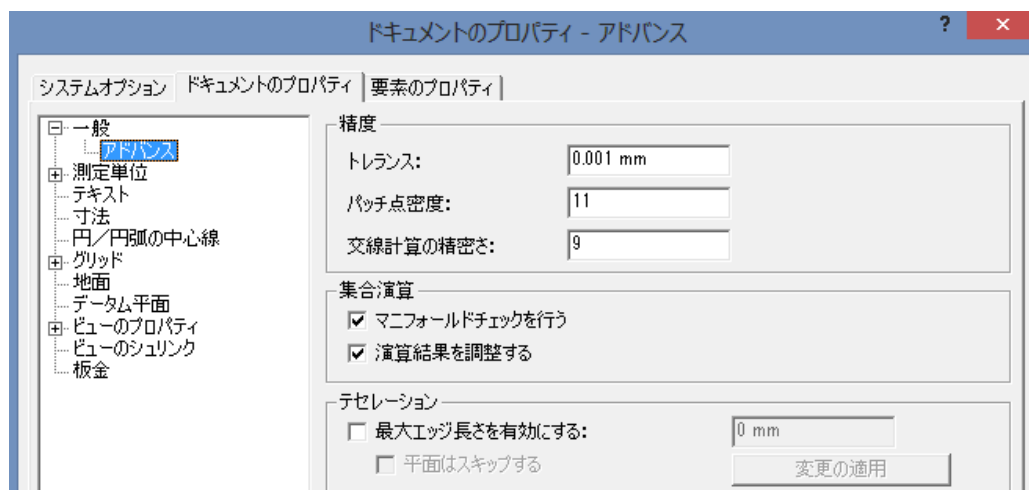 ドキュメントのプロパティ - アドバンス
?
×
システムオプション
ドキュメントのプロパティ
要素のプロパティ
一般
アドバンス
測定単位
テキスト
寸法
円／円弧の中心線
グリッド
地面
データム平面
ビューのプロパティ
ビューのシュリンク
板金
精度
トレランス:
0.001 mm
パッチ点密度:
11
交線計算の精密さ:
9
集合演算
マニフォールドチェックを行う
演算結果を調整する
テセレーション
最大エッジ長さを有効にする:
0 mm
平面はスキップする
変更の適用